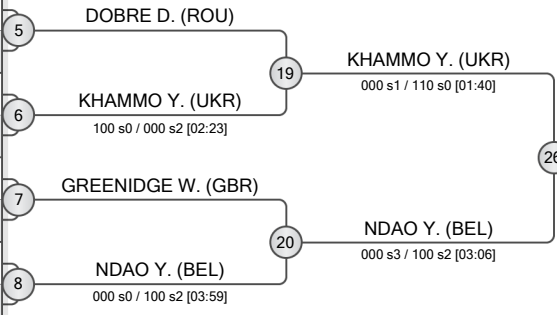 DOBRE D. (ROU)
5
19
KHAMMO Y. (UKR)
000 s1 / 110 s0 [01:40]
KHAMMO Y. (UKR)
6
100 s0 / 000 s2 [02:23]
26
GREENIDGE W. (GBR)
7
20
NDAO Y. (BEL)
000 s3 / 100 s2 [03:06]
NDAO Y. (BEL)
8
000 s0 / 100 s2 [03:59]